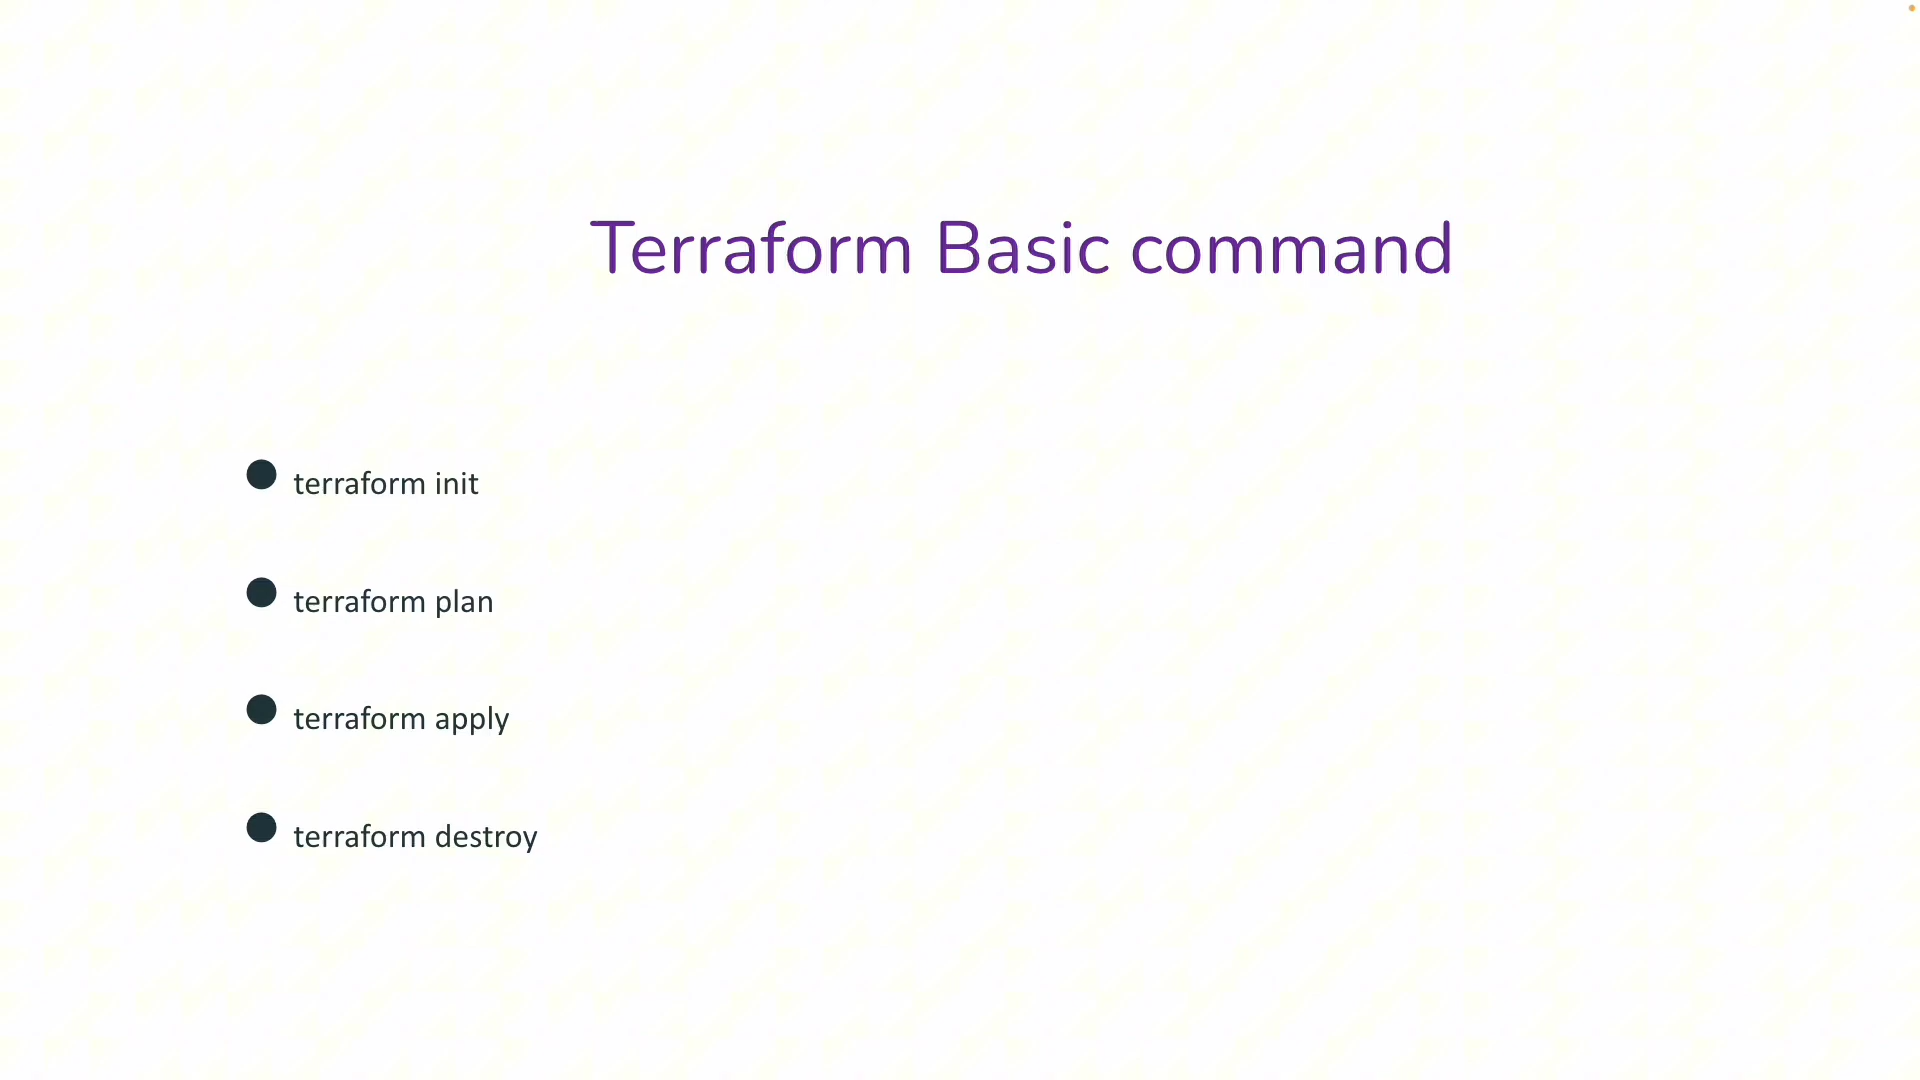 Terraform Basic command
terraform init
terraform plan
terraform apply
terraform destroy